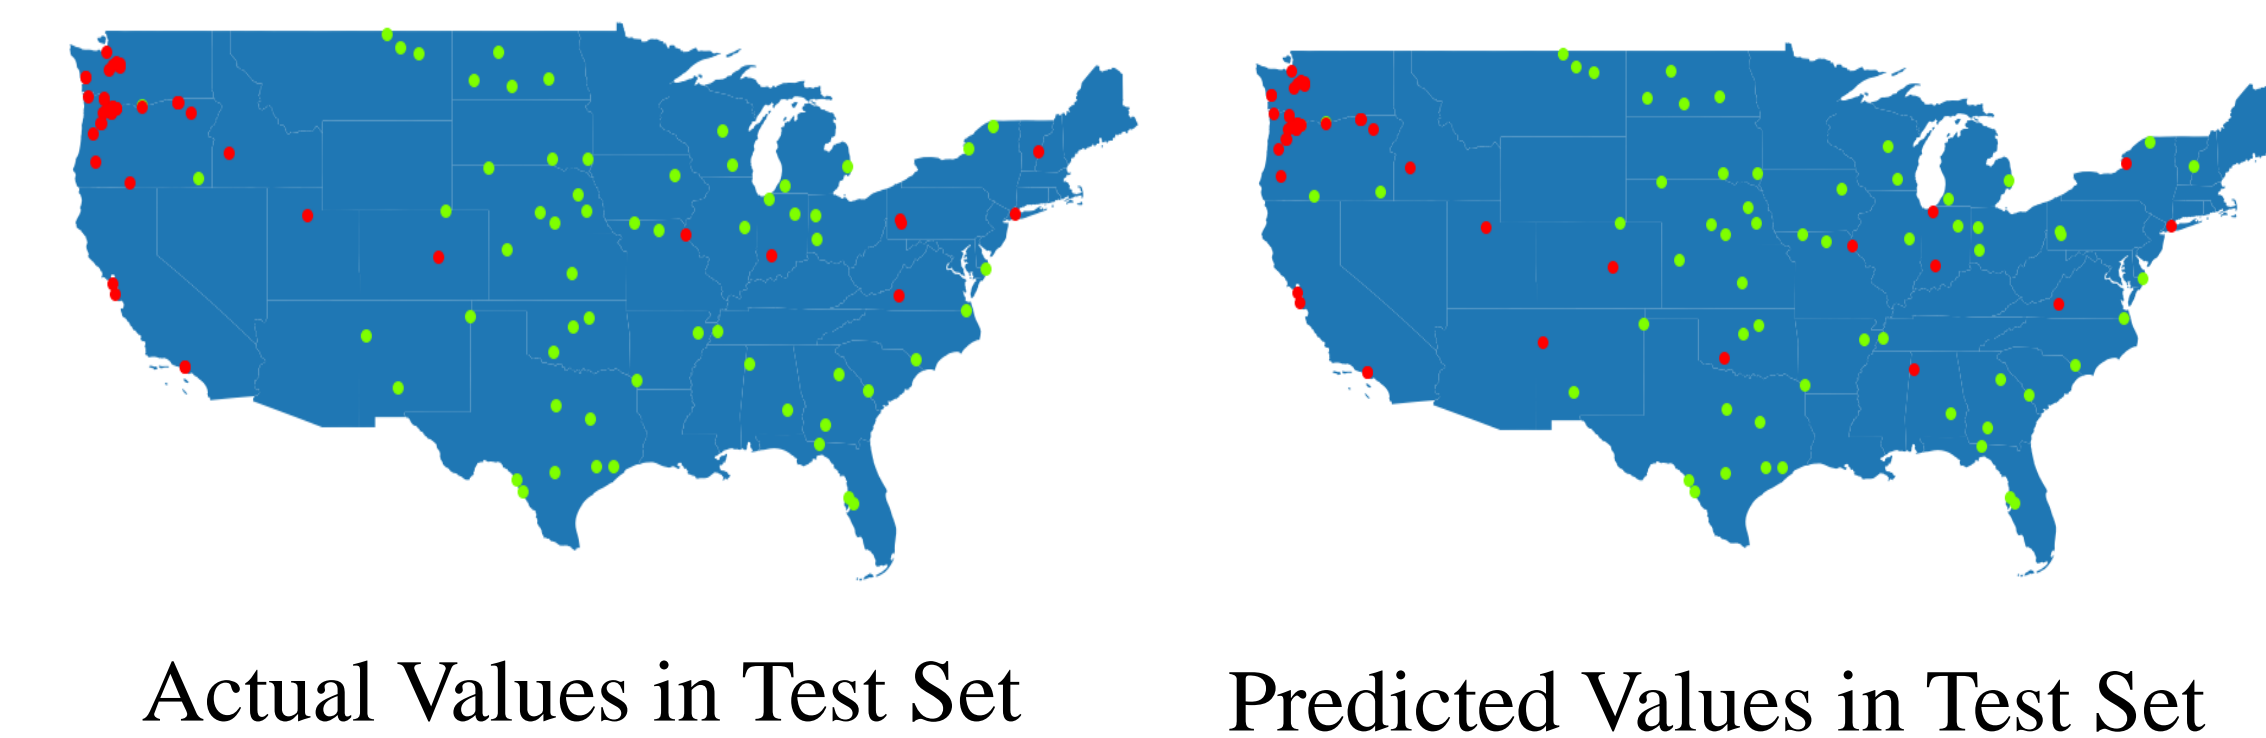 Actual Values in Test Set
Predicted Values in Test Set